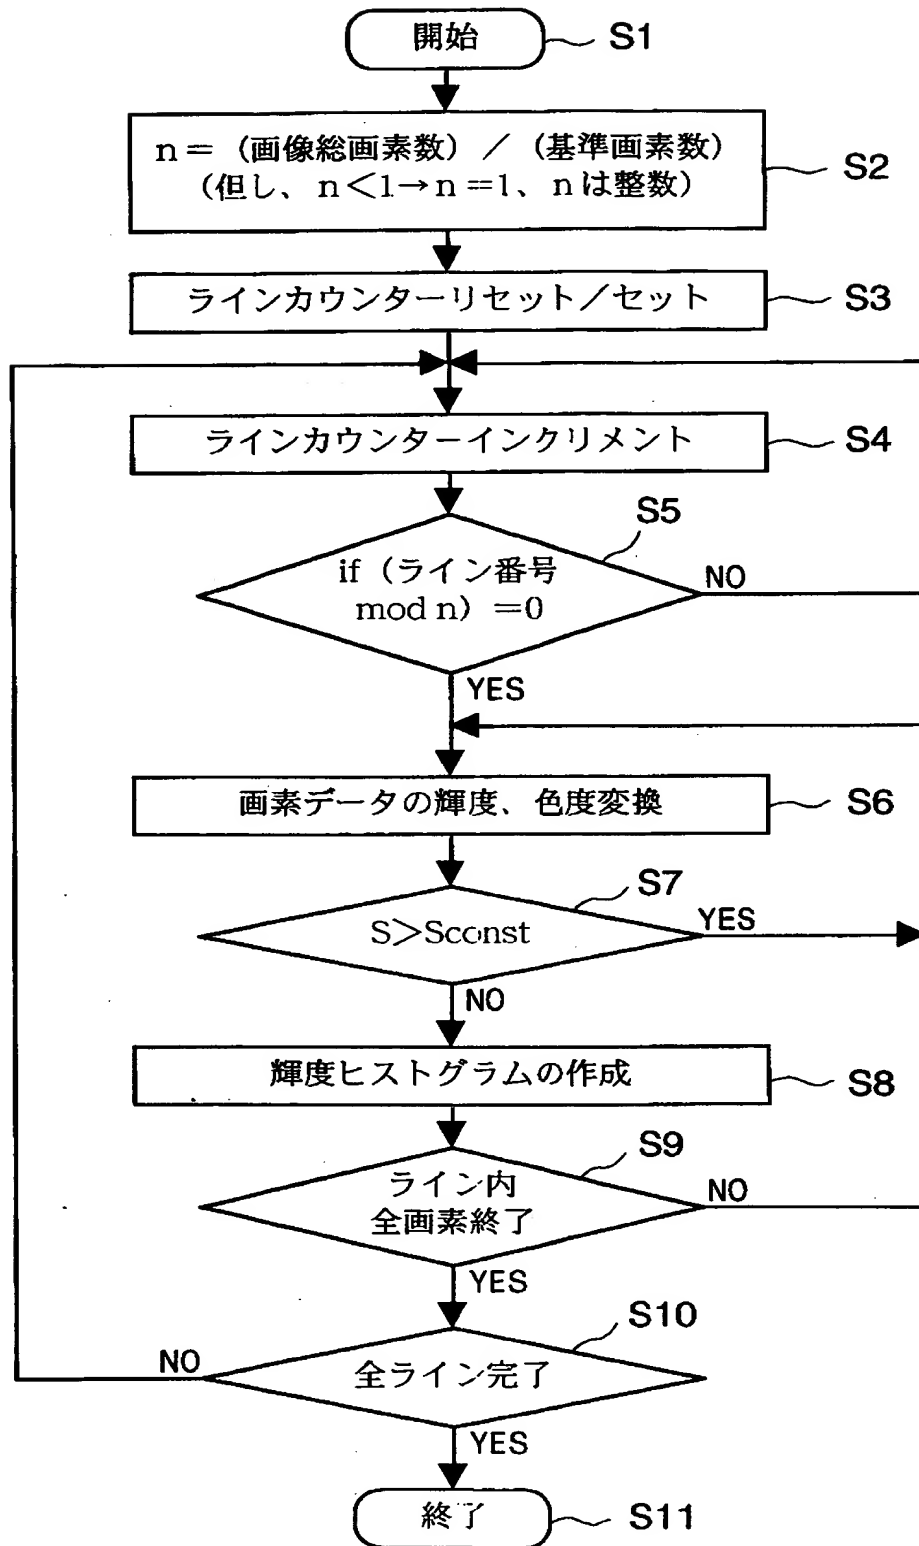 開始
S1
n=(画像総画素数)/(基準画素数)
(但し、n<1→n=1、nは整数)
S2
ラインカウンターリセット/セット
S3
ラインカウンターインクリメント
S4
S5
if(ライン番号
mod n)=0
NO
YES
画素データの輝度、色度変換
S6
S7
S>Sconst
YES
NO
輝度ヒストグラムの作成
S8
S9
ライン内
全画素終了
NO
YES
S10
全ライン完了
NO
YES
終了
S11